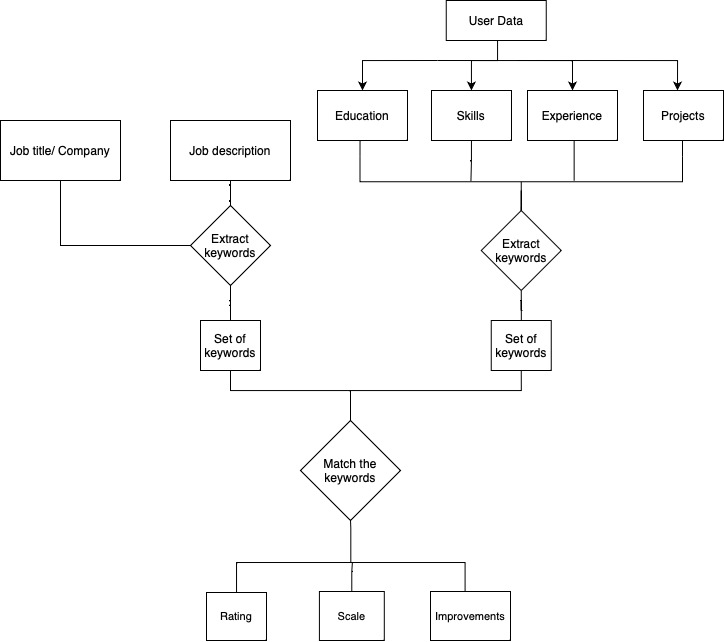 User Data
Education
Skills
Experience
Projects
Job title/ Company
Job description
Extract
keywords
Extract
keywords
Set of
keywords
Set of
keywords
Match the
keywords
Rating
Scale
Improvements